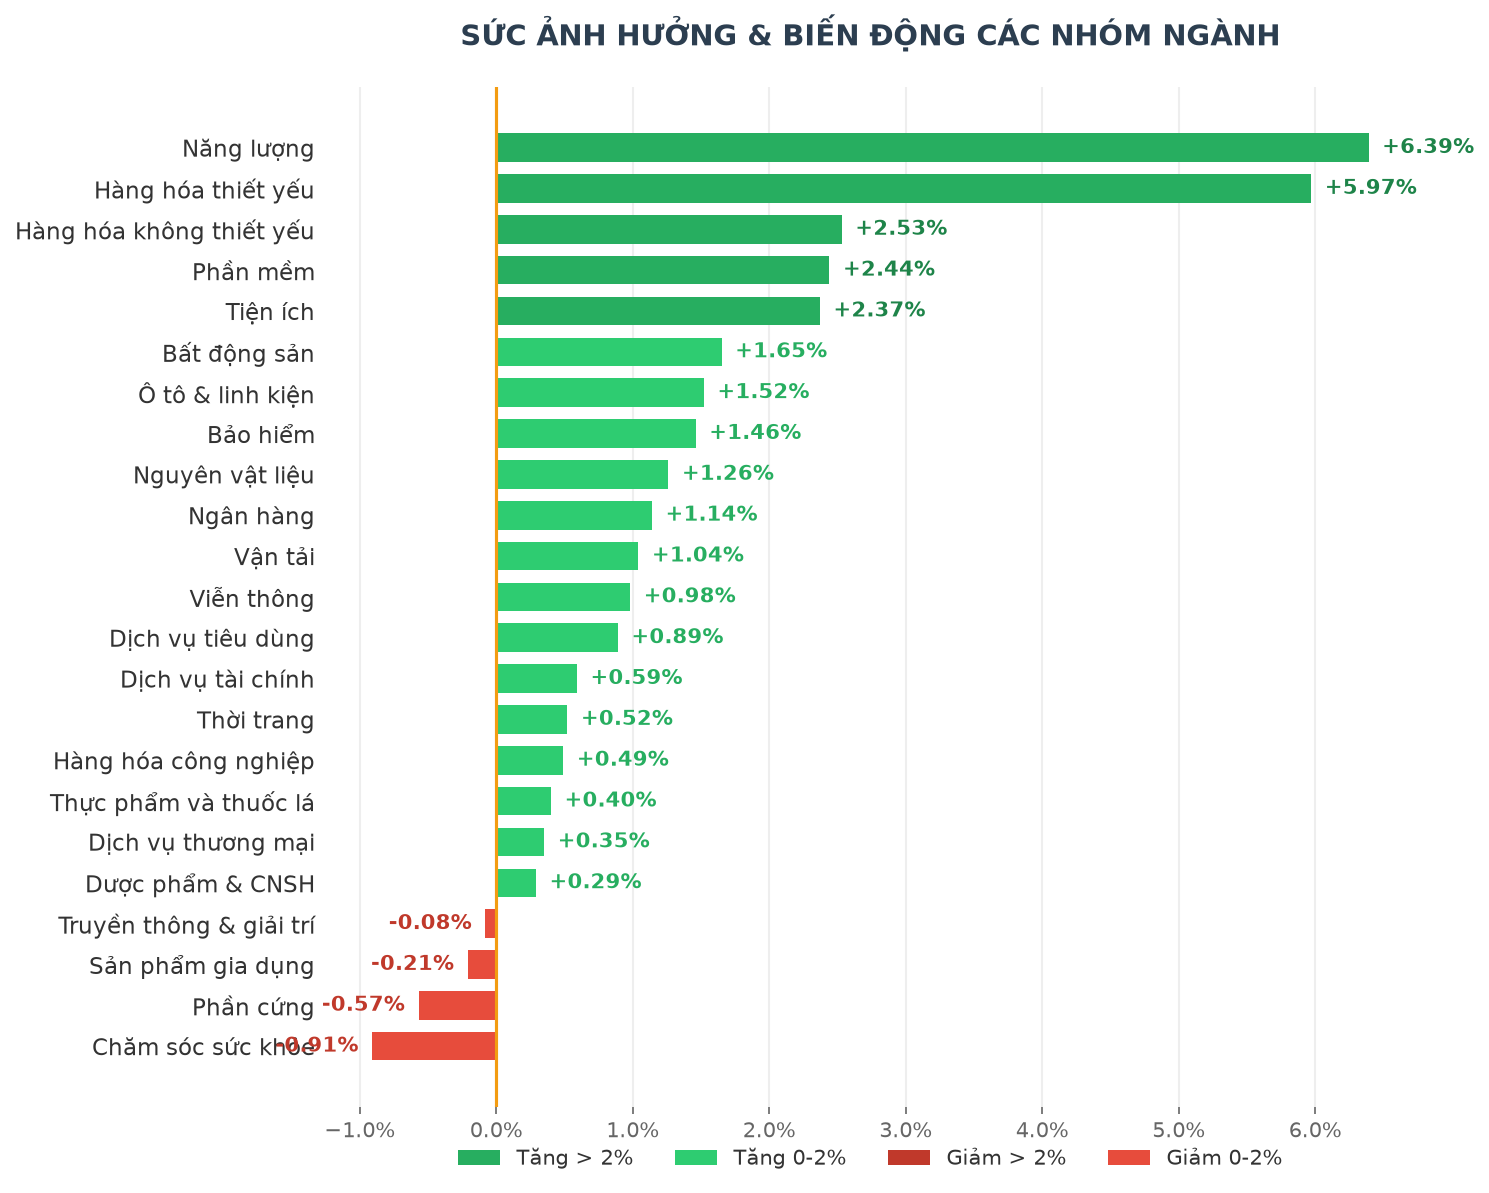 SỨC ẢNH HƯỞNG & BIẾN ĐỘNG CÁC NHÓM NGÀNH
Năng lượng +6.39%
Hàng hóa thiết yếu +5.97%
Hàng hóa không thiết yếu +2.53%
Phần mềm +2.44%
Tiện ích +2.37%
Bất động sản +1.65%
Ô tô & linh kiện +1.52%
Bảo hiểm +1.46%
Nguyên vật liệu +1.26%
Ngân hàng +1.14%
Vận tải +1.04%
Viễn thông +0.98%
Dịch vụ tiêu dùng +0.89%
Dịch vụ tài chính +0.59%
Thời trang +0.52%
Hàng hóa công nghiệp +0.49%
Thực phẩm và thuốc lá +0.40%
Dịch vụ thương mại +0.35%
Dược phẩm & CNSH +0.29%
Truyền thông & giải trí -0.08%
Sản phẩm gia dụng -0.21%
Phần cứng -0.57%
Chăm sóc sức khỏe -0.91%
−1.0% 0.0% 1.0% 2.0% 3.0% 4.0% 5.0% 6.0%
Tăng > 2% Tăng 0-2% Giảm > 2% Giảm 0-2%